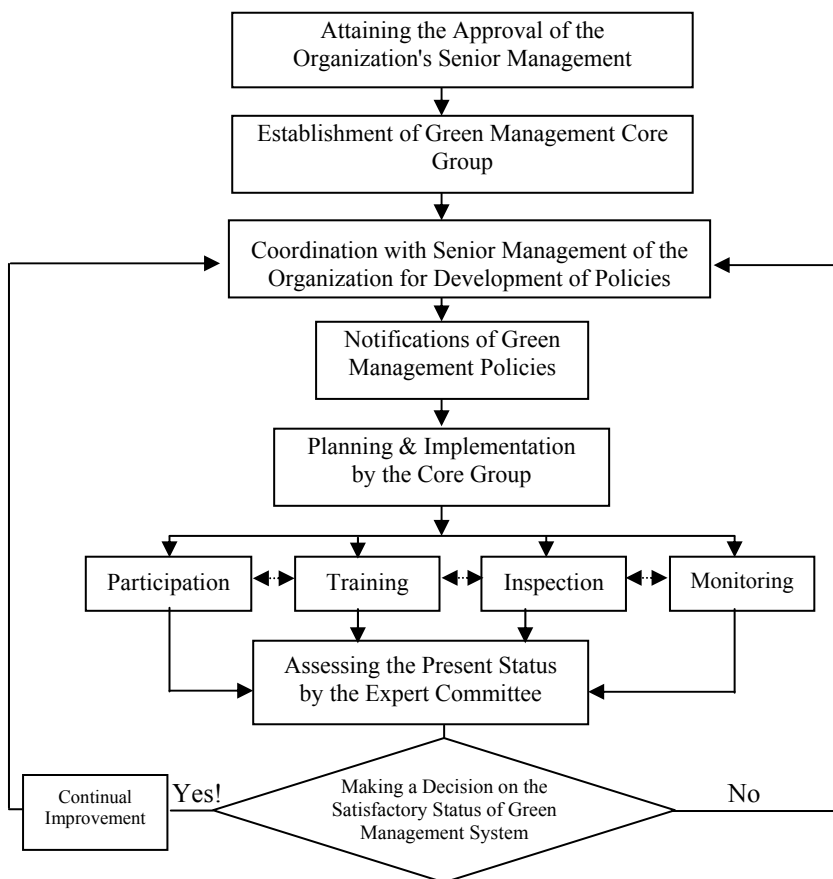 Attaining the Approval of the
Organization's Senior Management
Establishment of Green Management Core
Group
Coordination with Senior Management of the
Organization for Development of Policies
Notifications of Green
Management Policies
Planning & Implementation
by the Core Group
Participation
Training
Inspection
Monitoring
Assessing the Present Status
by the Expert Committee
Continual
Improvement
Yes!
Making a Decision on the
Satisfactory Status of Green
Management System
No